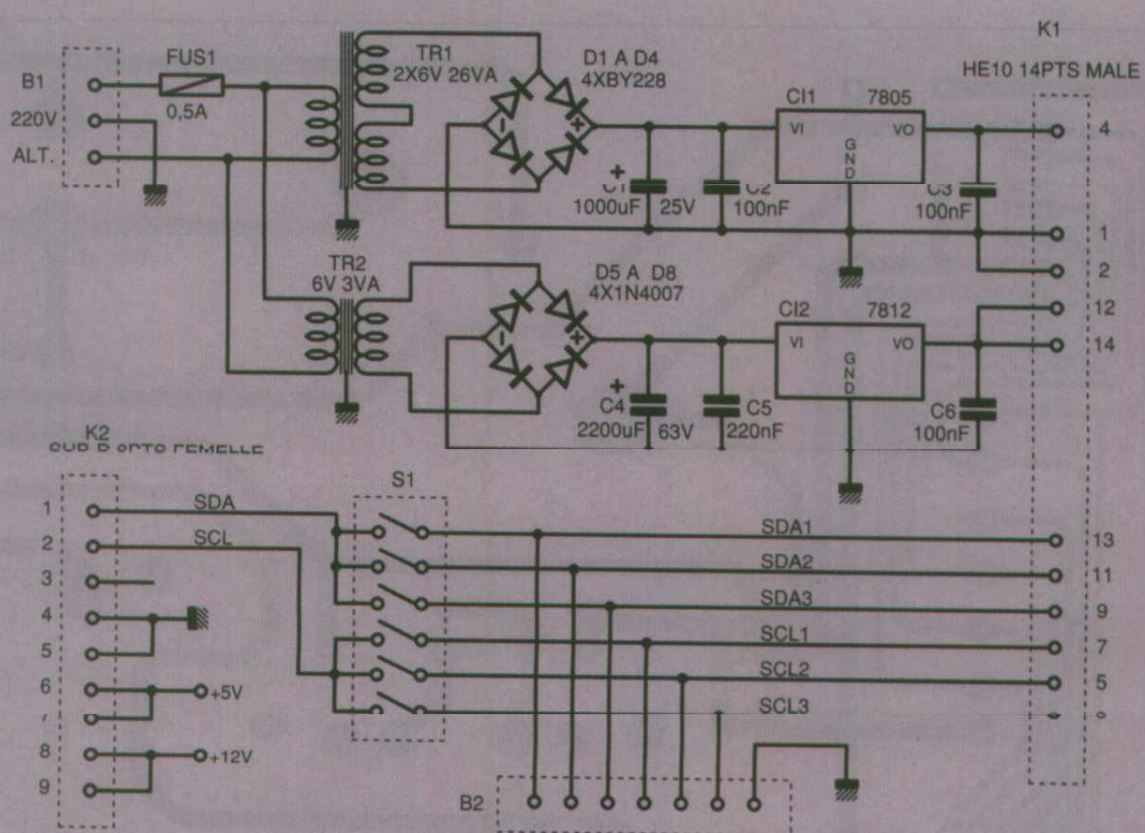 K1
HE10 14PTS MALE
B1
220V
ALT.
FUS1
0,5A
TR1
2X6V 26VA
D1 A D4
4XBY228
CI1
7805
VI
VO
GND
+
-
+
C1
1000uF
25V
C2
100nF
C3
100nF
4
1
2
12
14
TR2
6V 3VA
D5 A D8
4X1N4007
CI2
7812
VI
VO
GND
+
-
+
C4
2200uF
63V
C5
220nF
C6
100nF
K2
1
2
3
4
5
6
8
9
SDA
SCL
+5V
+12V
S1
SDA1
SDA2
SDA3
SCL1
SCL2
SCL3
13
11
9
7
5
B2